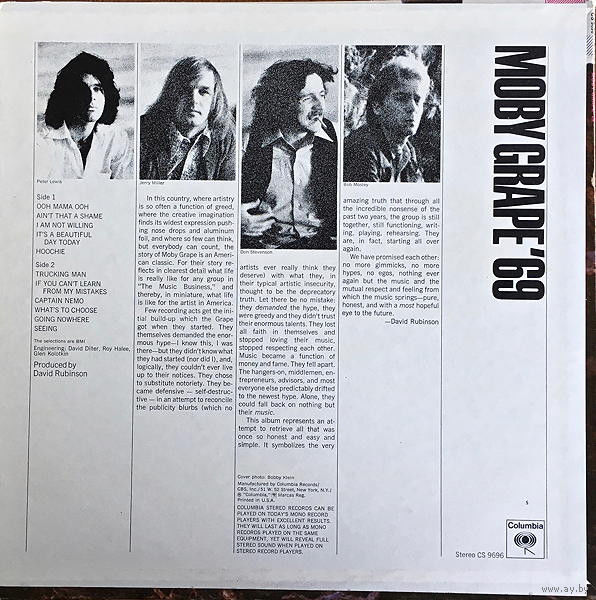 MOBY GRAPE '69
Peter Lewis
Jerry Miller
Don Stevenson
Bob Mosley
Side 1
OOH MAMA OOH
AIN'T THAT A SHAME
I AM NOT WILLING
IT'S A BEAUTIFUL
DAY TODAY
HOOCHIE
Side 2
TRUCKING MAN
IF YOU CAN'T LEARN
FROM MY MISTAKES
CAPTAIN NEMO
WHAT'S TO CHOOSE
GOING NOWHERE
SEEING
The selections are BMI
Engineering: David Diller, Roy Halee,
Glen Kolotkin
Produced by
David Rubinson
In this country, where artistry
is so often a function of greed,
where the creative imagination
finds its widest expression push-
ing nose drops and aluminum
foil, and where so few can think,
but everybody can count, the
story of Moby Grape is an Ameri-
can classic. For their story re-
flects in clearest detail what life
is really like for any group in
"The Music Business," and
thereby, in miniature, what life
is like for the artist in America.
Few recording acts get the ini-
tial build-up which the Grape
got when they started. They
themselves demanded the enor-
mous hype—I know this, I was
there—but they didn't know what
they had started (nor did I), and,
logically, they couldn't ever live
up to their notices. They chose
to substitute notoriety. They be-
came defensive — self-destruc-
tive — in an attempt to reconcile
the publicity blurbs (which no
artists ever really think they
deserve) with what they, in
their typical artistic insecurity,
thought to be the deprecatory
truth. Let there be no mistake:
they demanded the hype, they
were greedy and they didn't trust
their enormous talents. They lost
all faith in themselves and
stopped loving their music,
stopped respecting each other.
Music became a function of
money and fame. They fell apart.
The hangers-on, middlemen, en-
trepreneurs, advisors, and most
everyone else predictably drifted
to the newest hype. Alone, they
could fall back on nothing but
their music.
This album represents an at-
tempt to retrieve all that was
once so honest and easy and
simple. It symbolizes the very
amazing truth that through all
the incredible nonsense of the
past two years, the group is still
together, still functioning, writ-
ing, playing, rehearsing. They
are, in fact, starting all over
again.
We have promised each other:
no more gimmicks, no more
hypes, no egos, nothing ever
again but the music and the
mutual respect and feeling from
which the music springs—pure,
honest, and with a most hopeful
eye to the future.
—David Rubinson
Cover photo: Bobby Klein
Manufactured by Columbia Records/
CBS, Inc./51 W. 52 Street, New York, N.Y./
® "Columbia," Marcas Reg.
Printed in U.S.A.
COLUMBIA STEREO RECORDS CAN BE
PLAYED ON TODAY'S MONO RECORD
PLAYERS WITH EXCELLENT RESULTS.
THEY WILL LAST AS LONG AS MONO
RECORDS PLAYED ON THE SAME
EQUIPMENT, YET WILL REVEAL FULL
STEREO SOUND WHEN PLAYED ON
STEREO RECORD PLAYERS.
S
Stereo CS 9696
Columbia
www.ay.by